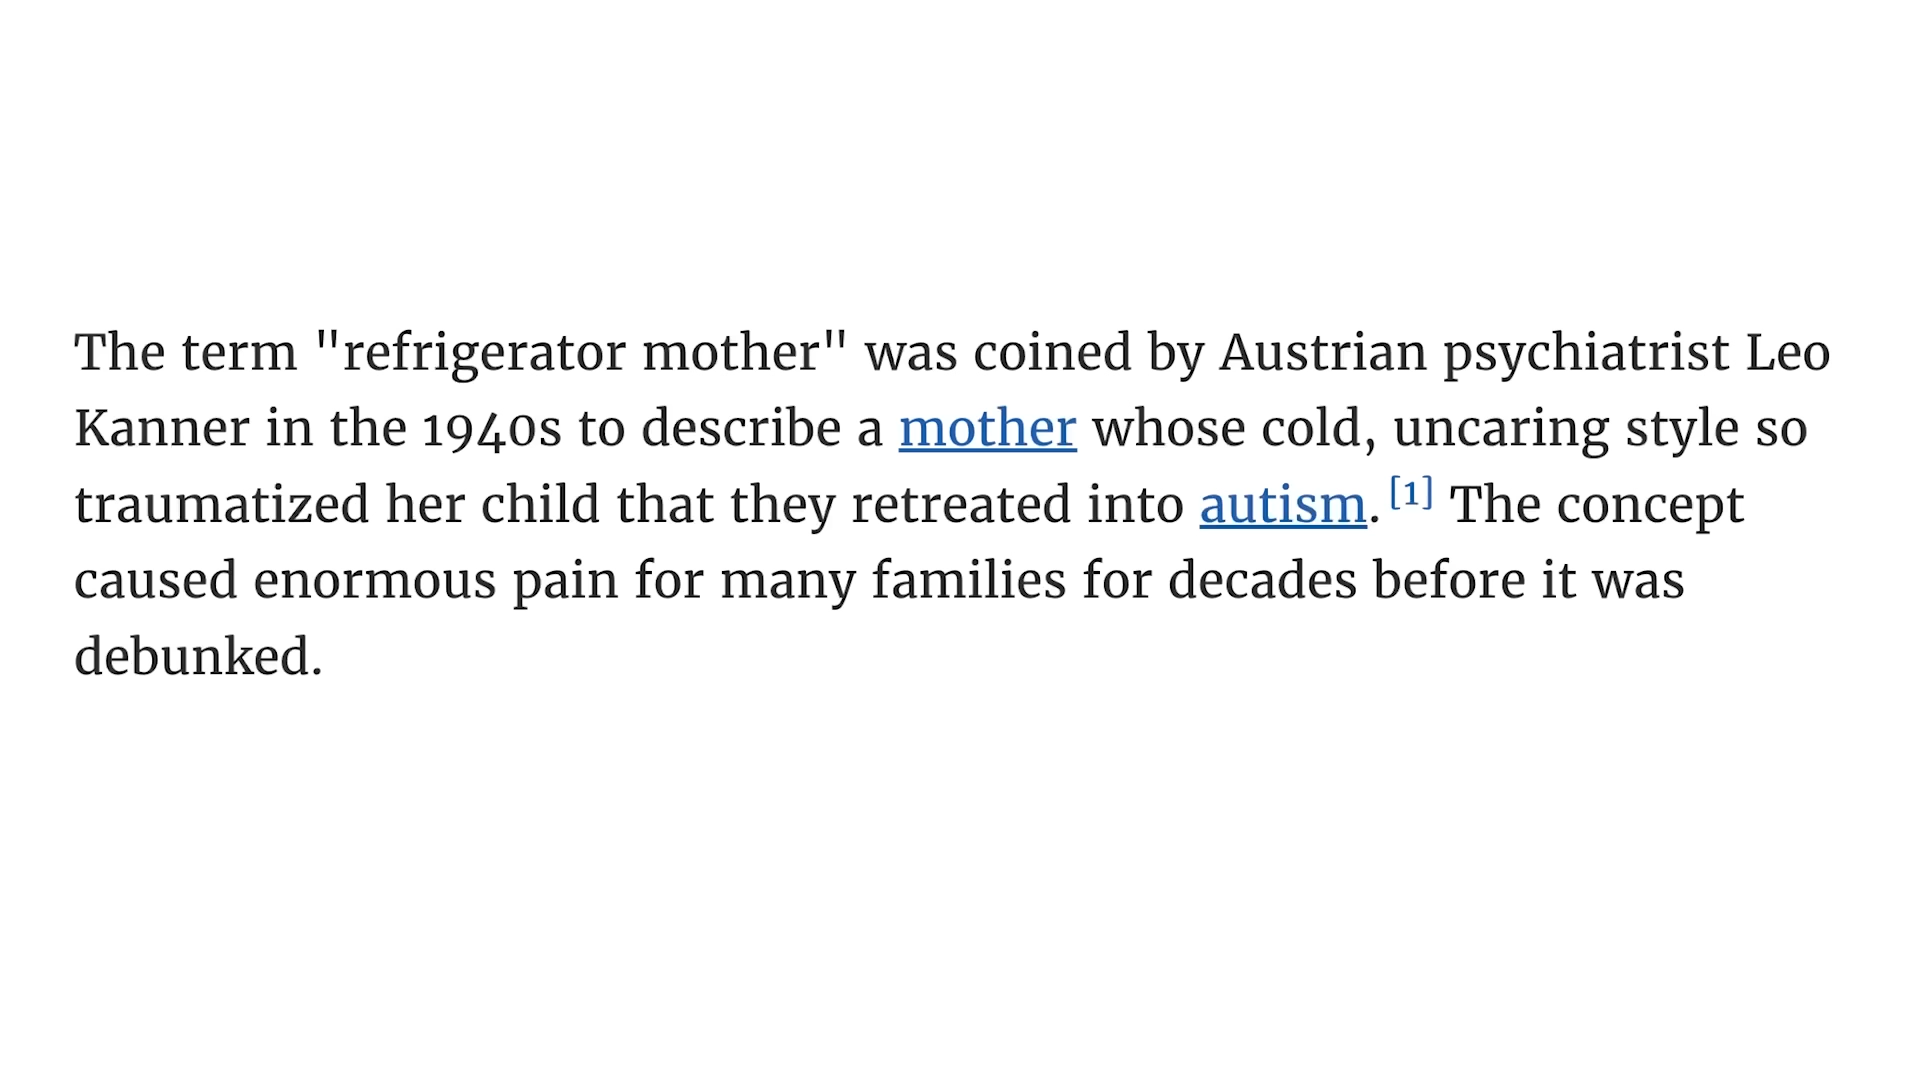 The term "refrigerator mother" was coined by Austrian psychiatrist Leo
Kanner in the 1940s to describe a mother whose cold, uncaring style so
traumatized her child that they retreated into autism.[1] The concept
caused enormous pain for many families for decades before it was
debunked.